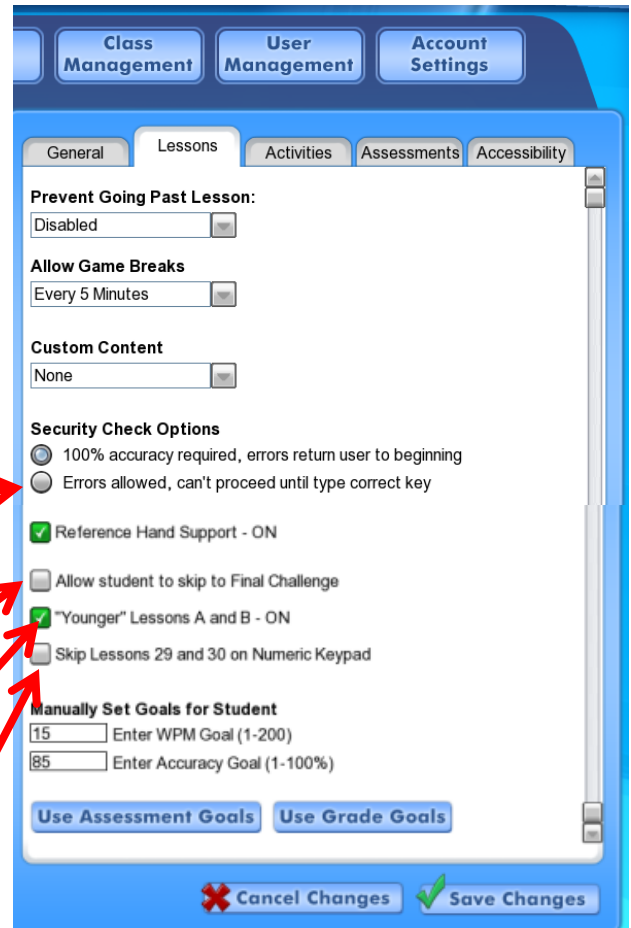 Class Management
User Management
Account Settings
General
Lessons
Activities
Assessments
Accessibility
Prevent Going Past Lesson:
Disabled
Allow Game Breaks
Every 5 Minutes
Custom Content
None
Security Check Options
100% accuracy required, errors return user to beginning
Errors allowed, can't proceed until type correct key
Reference Hand Support - ON
Allow student to skip to Final Challenge
"Younger" Lessons A and B - ON
Skip Lessons 29 and 30 on Numeric Keypad
Manually Set Goals for Student
15 Enter WPM Goal (1-200)
85 Enter Accuracy Goal (1-100%)
Use Assessment Goals
Use Grade Goals
Cancel Changes
Save Changes